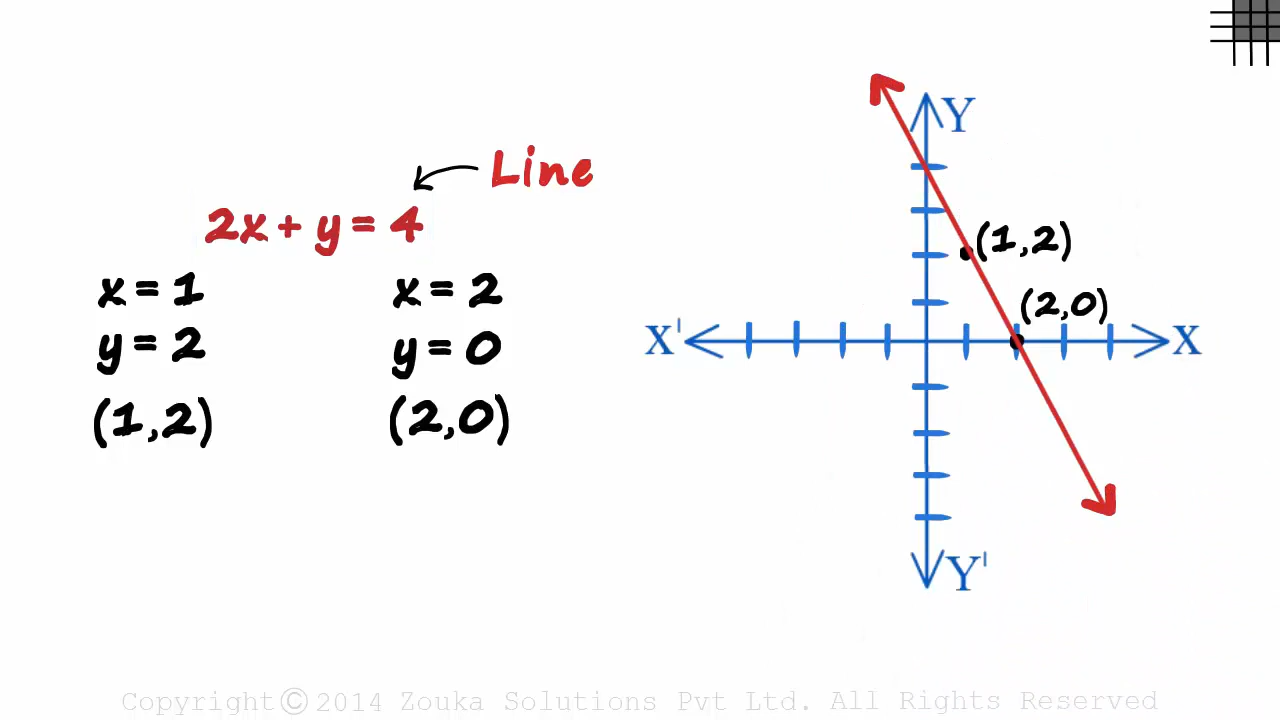 Line
2x + y = 4
x = 1
y = 2
(1,2)
x = 2
y = 0
(2,0)
Y
(1,2)
(2,0)
X'
X
Y'
Copyright©2014 Zouka Solutions Pvt Ltd. All Rights Reserved